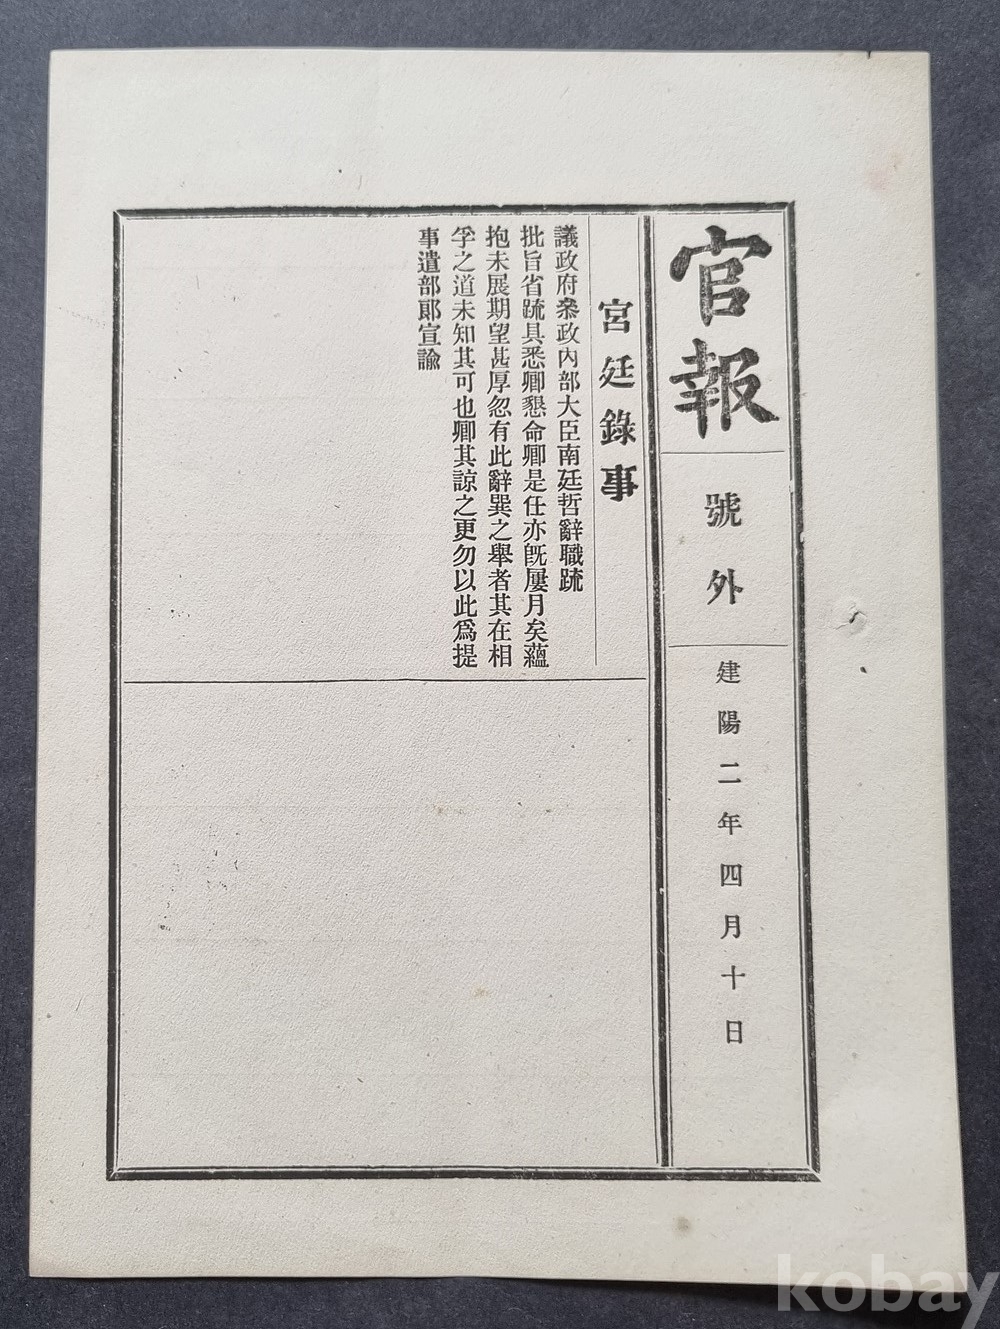 官報
號外
建陽二年四月十日
宮廷錄事
議政府叅政內部大臣南廷哲辭職疏
批旨省疏具悉卿懇命卿是任亦旣屢月矣蘊
抱未展期望甚厚忽有此辭巽之擧者其在相
孚之道未知其可也卿其諒之更勿以此爲提
事遣部郞宣諭
kobay